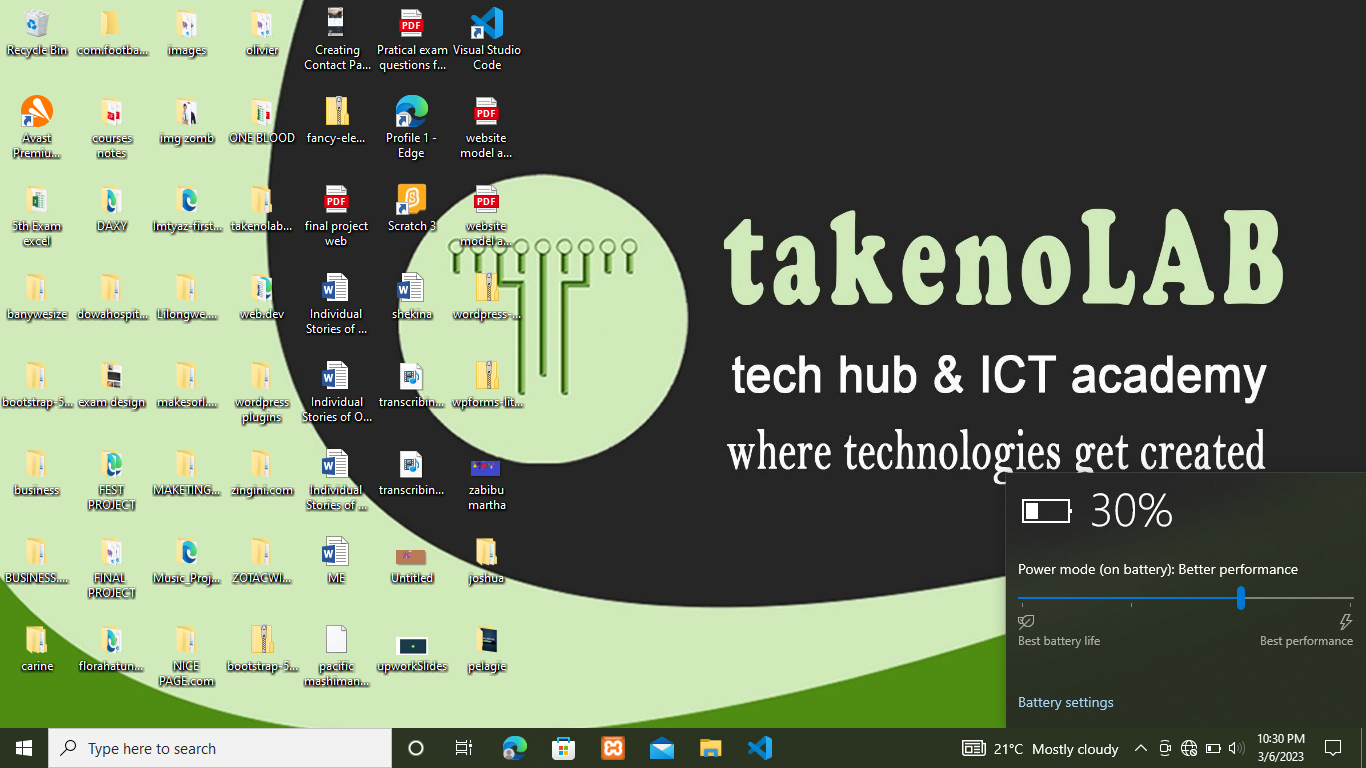 Recycle Bin
com.footba...
images
olivier
Creating
Contact Pa...
Pratical exam
questions f...
Visual Studio
Code
Avast
Premiu...
courses
notes
img zomb
ONE BLOOD
fancy-ele...
Profile 1 -
Edge
website
model a...
5th Exam
excel
DAXY
Imtyaz-first...
takenolab...
final project
web
Scratch 3
website
model a...
banywesize
dowahospit...
Lilongwe....
web.dev
Individual
Stories of ...
shekina
wordpress-...
bootstrap-5...
exam design
makesorl....
wordpress
plugins
Individual
Stories of O...
transcribin...
wpforms-lit...
business
FEST
PROJECT
MAKETING...
zingini.com
Individual
Stories of ...
transcribin...
zabibu
martha
BUSINESS....
FINAL
PROJECT
Music_Proj...
ZOTACWI...
ME
Untitled
joshua
carine
florahatun...
NICE
PAGE.com
bootstrap-5...
pacific
mashiman...
upworkSlides
pelagie
takenoLAB
tech hub & ICT academy
where technologies get created
30%
Power mode (on battery): Better performance
Best battery life
Best performance
Battery settings
Type here to search
21°C Mostly cloudy
10:30 PM
3/6/2023